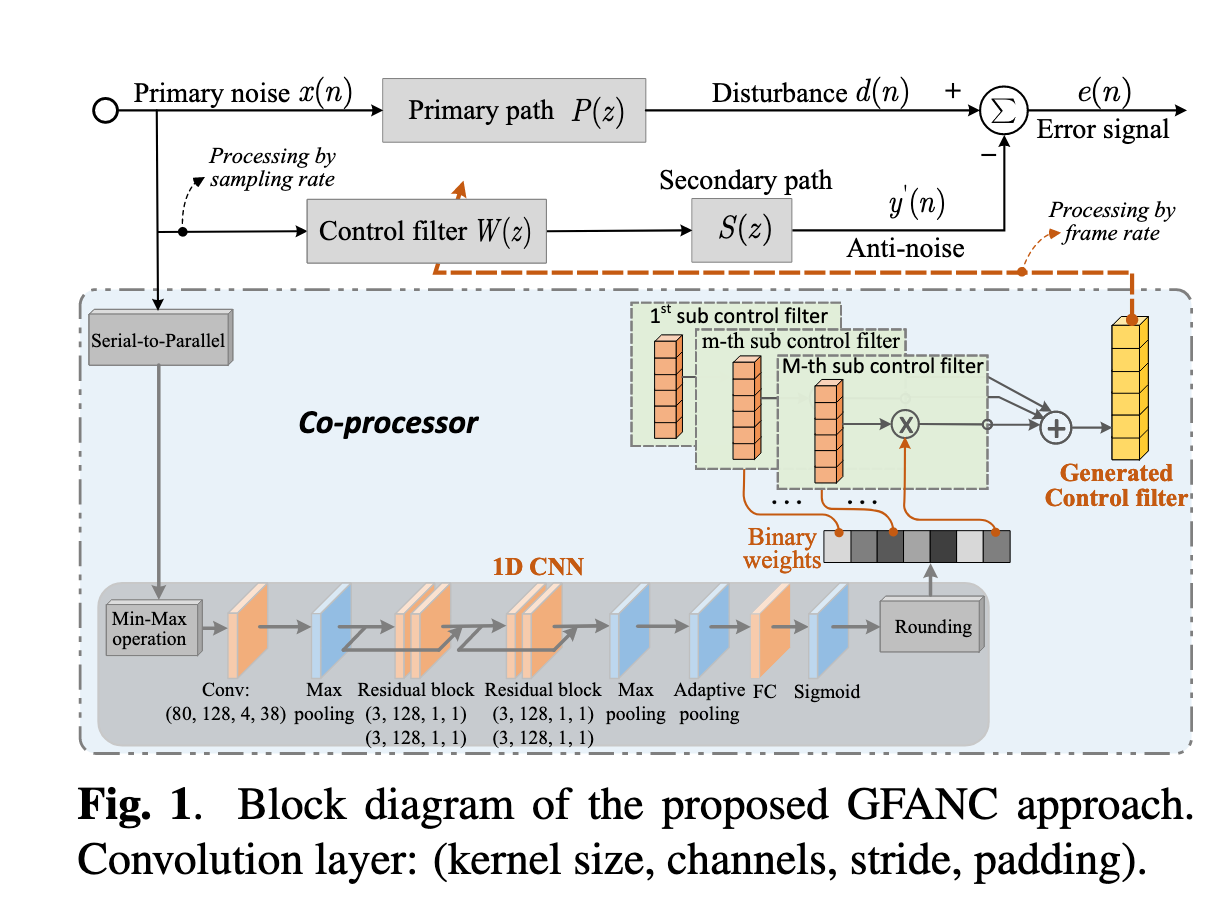 Primary noise x(n)
Primary path P(z)
Disturbance d(n)
+
∑
e(n)
Error signal
−
Processing by
sampling rate
Control filter W(z)
Secondary path
S(z)
y'(n)
Anti-noise
Processing by
frame rate
Serial-to-Parallel
Co-processor
1st sub control filter
m-th sub control filter
M-th sub control filter
X
+
Generated
Control filter
... ...
Binary
weights
1D CNN
Min-Max
operation
Rounding
Conv:
(80, 128, 4, 38)
Max
pooling
Residual block
(3, 128, 1, 1)
(3, 128, 1, 1)
Residual block
(3, 128, 1, 1)
(3, 128, 1, 1)
Max
pooling
Adaptive
pooling
FC
Sigmoid
Fig. 1. Block diagram of the proposed GFANC approach.
Convolution layer: (kernel size, channels, stride, padding).